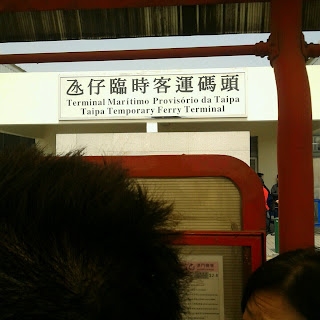 氹仔臨時客運碼頭
Terminal Marítimo Provisório da Taipa
Taipa Temporary Ferry Terminal